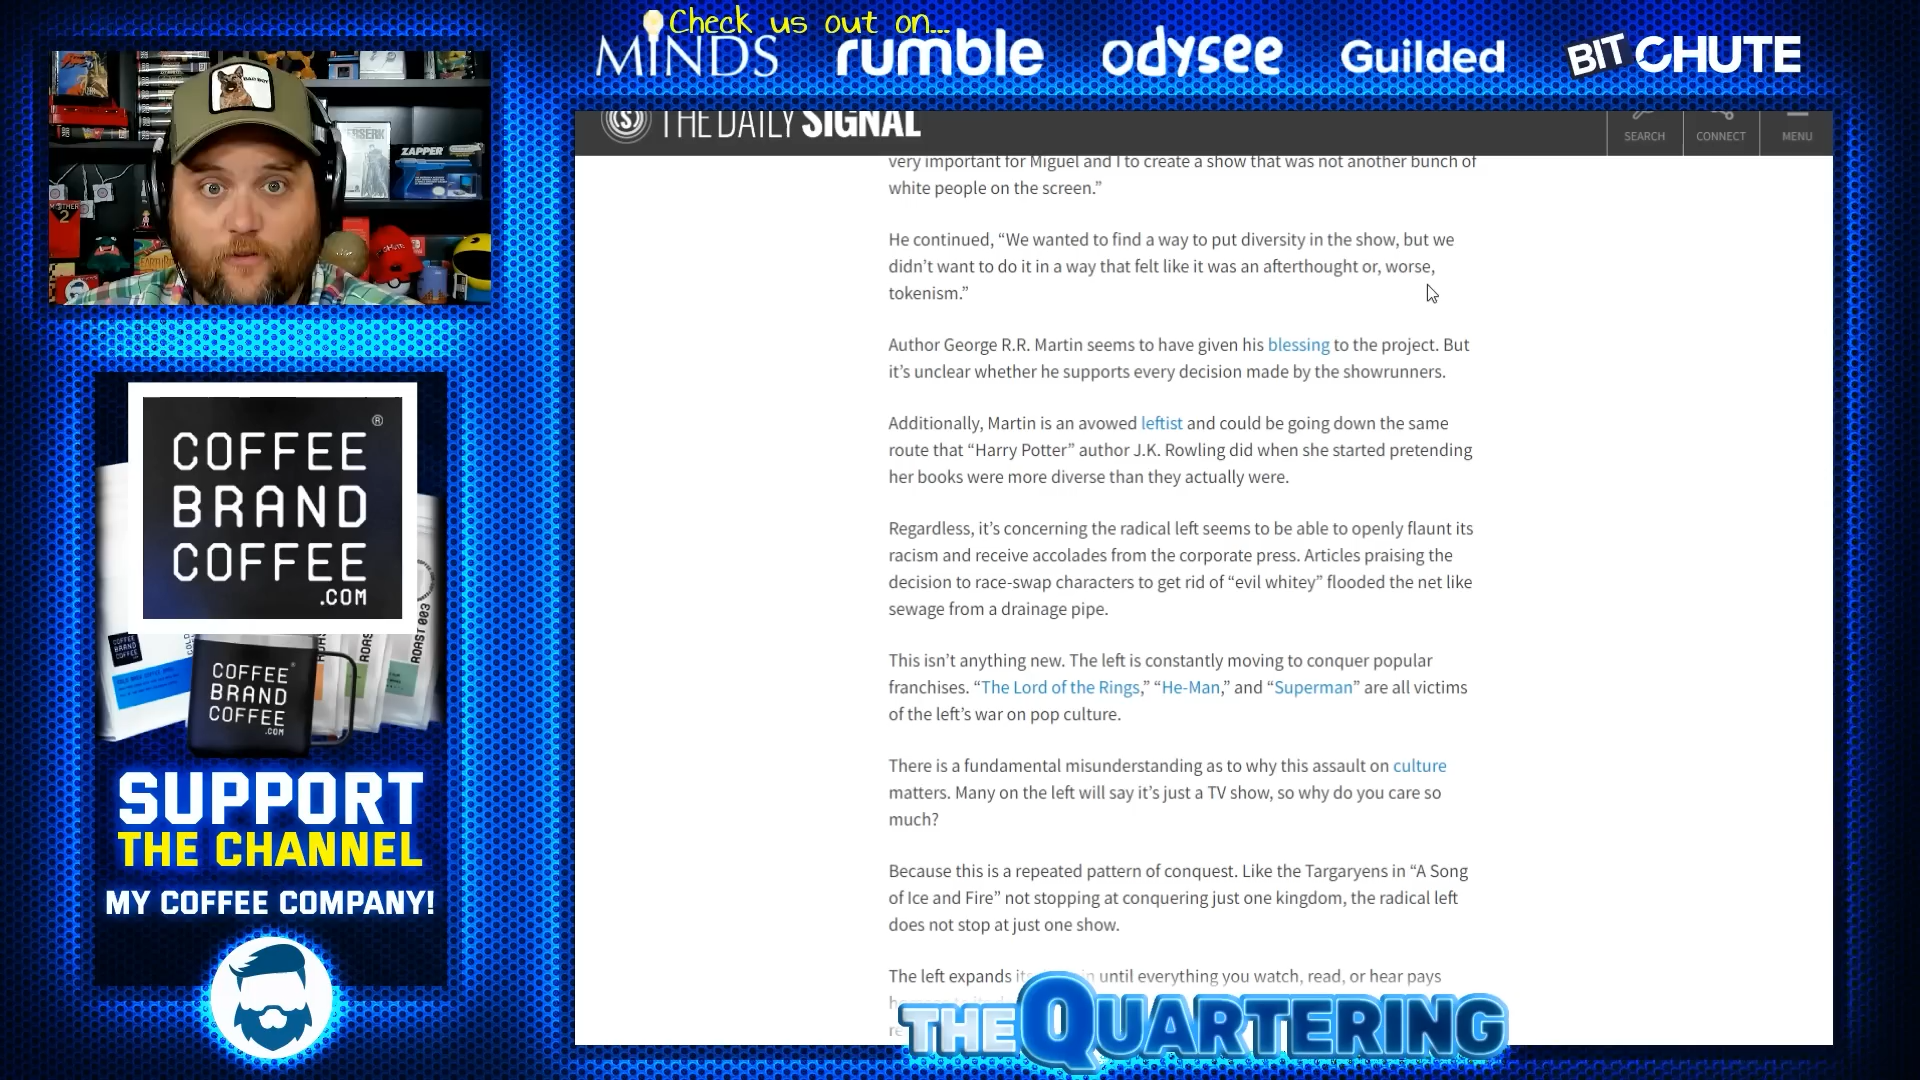 Check us out on...
MINDS rumble odysee Guilded BITCHUTE
THE DAILY SIGNAL
SEARCH CONNECT MENU
very important for Miguel and I to create a show that was not another bunch of
white people on the screen.”
He continued, “We wanted to find a way to put diversity in the show, but we
didn’t want to do it in a way that felt like it was an afterthought or, worse,
tokenism.”
Author George R.R. Martin seems to have given his blessing to the project. But
it’s unclear whether he supports every decision made by the showrunners.
Additionally, Martin is an avowed leftist and could be going down the same
route that “Harry Potter” author J.K. Rowling did when she started pretending
her books were more diverse than they actually were.
Regardless, it’s concerning the radical left seems to be able to openly flaunt its
racism and receive accolades from the corporate press. Articles praising the
decision to race-swap characters to get rid of “evil whitey” flooded the net like
sewage from a drainage pipe.
This isn’t anything new. The left is constantly moving to conquer popular
franchises. “The Lord of the Rings,” “He-Man,” and “Superman” are all victims
of the left’s war on pop culture.
There is a fundamental misunderstanding as to why this assault on culture
matters. Many on the left will say it’s just a TV show, so why do you care so
much?
Because this is a repeated pattern of conquest. Like the Targaryens in “A Song
of Ice and Fire” not stopping at conquering just one kingdom, the radical left
does not stop at just one show.
The left expands until everything you watch, read, or hear pays
THE QUARTERING
BAD BOY
BERSERK
ZAPPER
MOTHER
2
COFFEE ®
BRAND
COFFEE
.COM
ROAST 003
COFFEE
BRAND
COFFEE
.COM
SUPPORT
THE CHANNEL
MY COFFEE COMPANY!